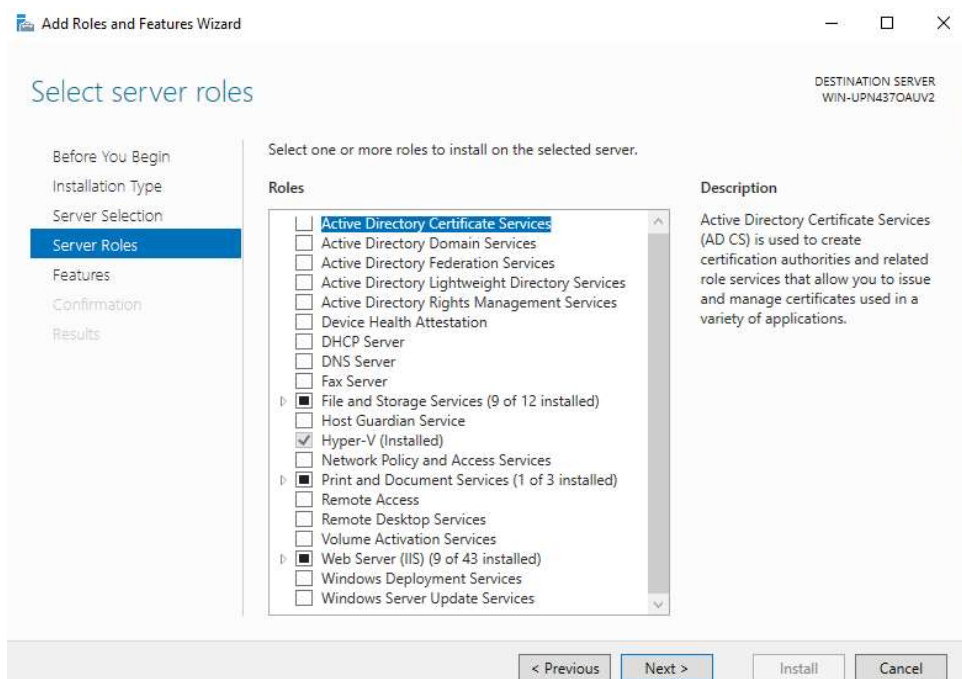 Add Roles and Features Wizard
Select server roles
DESTINATION SERVER
WIN-UPN437OAUV2
Before You Begin
Installation Type
Server Selection
Server Roles
Features
Confirmation
Results
Select one or more roles to install on the selected server.
Roles
Active Directory Certificate Services
Active Directory Domain Services
Active Directory Federation Services
Active Directory Lightweight Directory Services
Active Directory Rights Management Services
Device Health Attestation
DHCP Server
DNS Server
Fax Server
File and Storage Services (9 of 12 installed)
Host Guardian Service
Hyper-V (Installed)
Network Policy and Access Services
Print and Document Services (1 of 3 installed)
Remote Access
Remote Desktop Services
Volume Activation Services
Web Server (IIS) (9 of 43 installed)
Windows Deployment Services
Windows Server Update Services
Description
Active Directory Certificate Services
(AD CS) is used to create
certification authorities and related
role services that allow you to issue
and manage certificates used in a
variety of applications.
< Previous
Next >
Install
Cancel